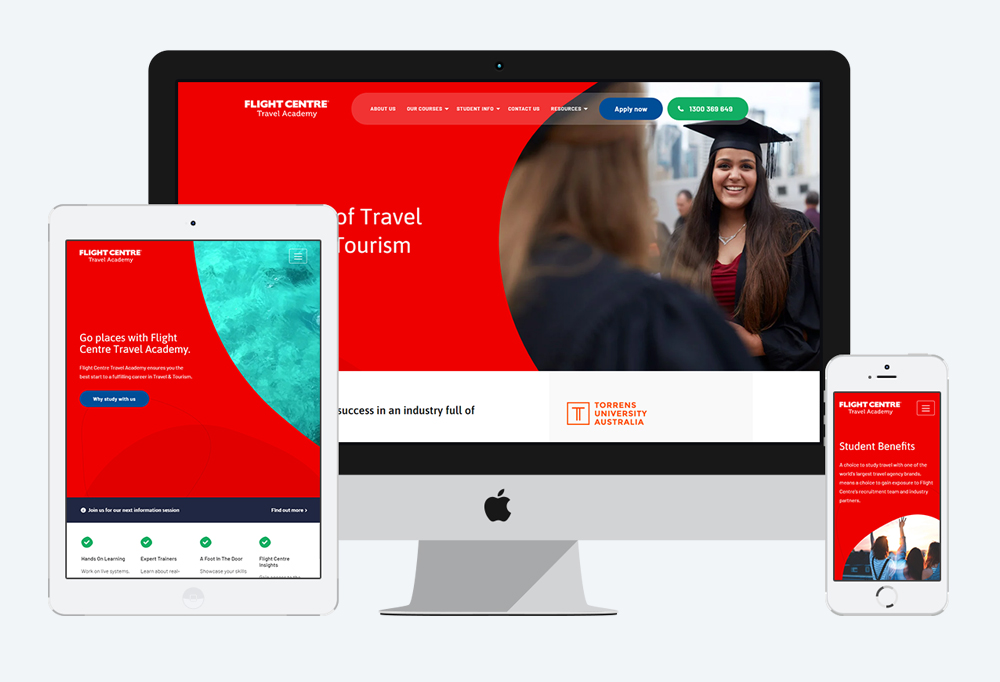 FLIGHT CENTRE
Travel Academy
ABOUT US
OUR COURSES
STUDENT INFO
CONTACT US
RESOURCES
Apply now
1300 369 649
of Travel
Tourism
success in an industry full of
TORRENS
UNIVERSITY
AUSTRALIA
FLIGHT CENTRE
Travel Academy
Go places with Flight
Centre Travel Academy.
Flight Centre Travel Academy ensures you the
best start to a fulfilling career in Travel & Tourism.
Why study with us
Join us for our next information session
Find out more ›
Hands On Learning
Work on live systems,
Expert Trainers
Learn about real-
A Foot In The Door
Showcase your skills
Flight Centre
Insights
FLIGHT CENTRE
Travel Academy
Student Benefits
A choice to study travel with one of the
world's largest travel agency brands,
means a choice to gain exposure to Flight
Centre's recruitment team and industry
partners.